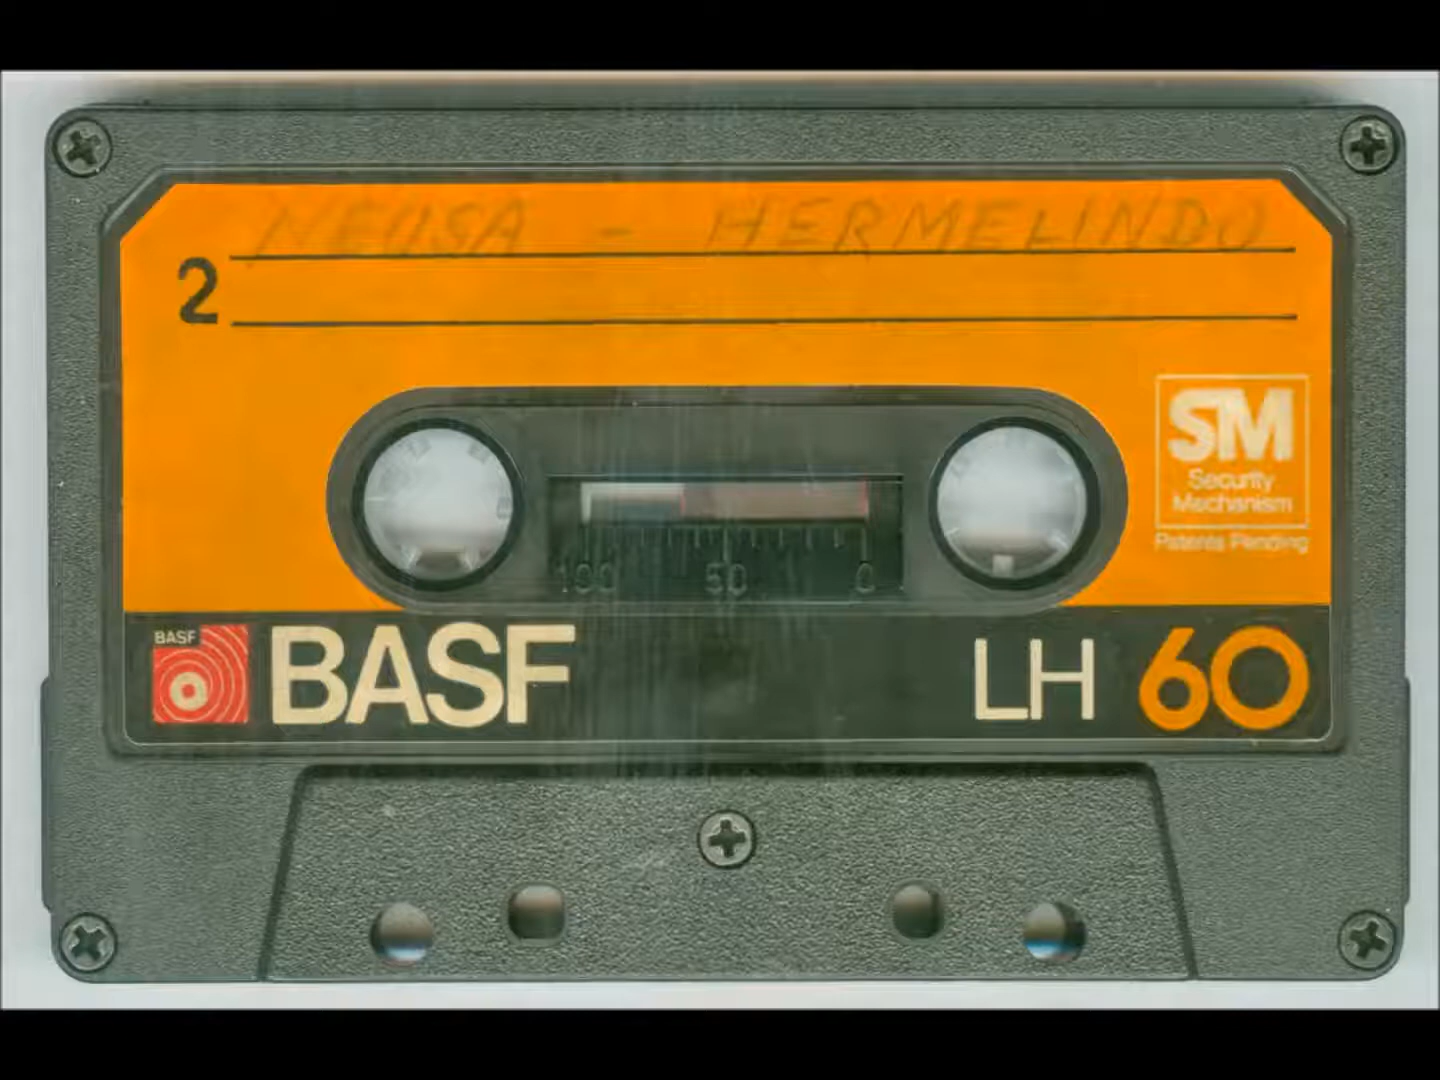 NEUSA - HERMELINDO
2
SM
Security
Mechanism
Patents Pending
100 50 0
BASF
BASF LH 60